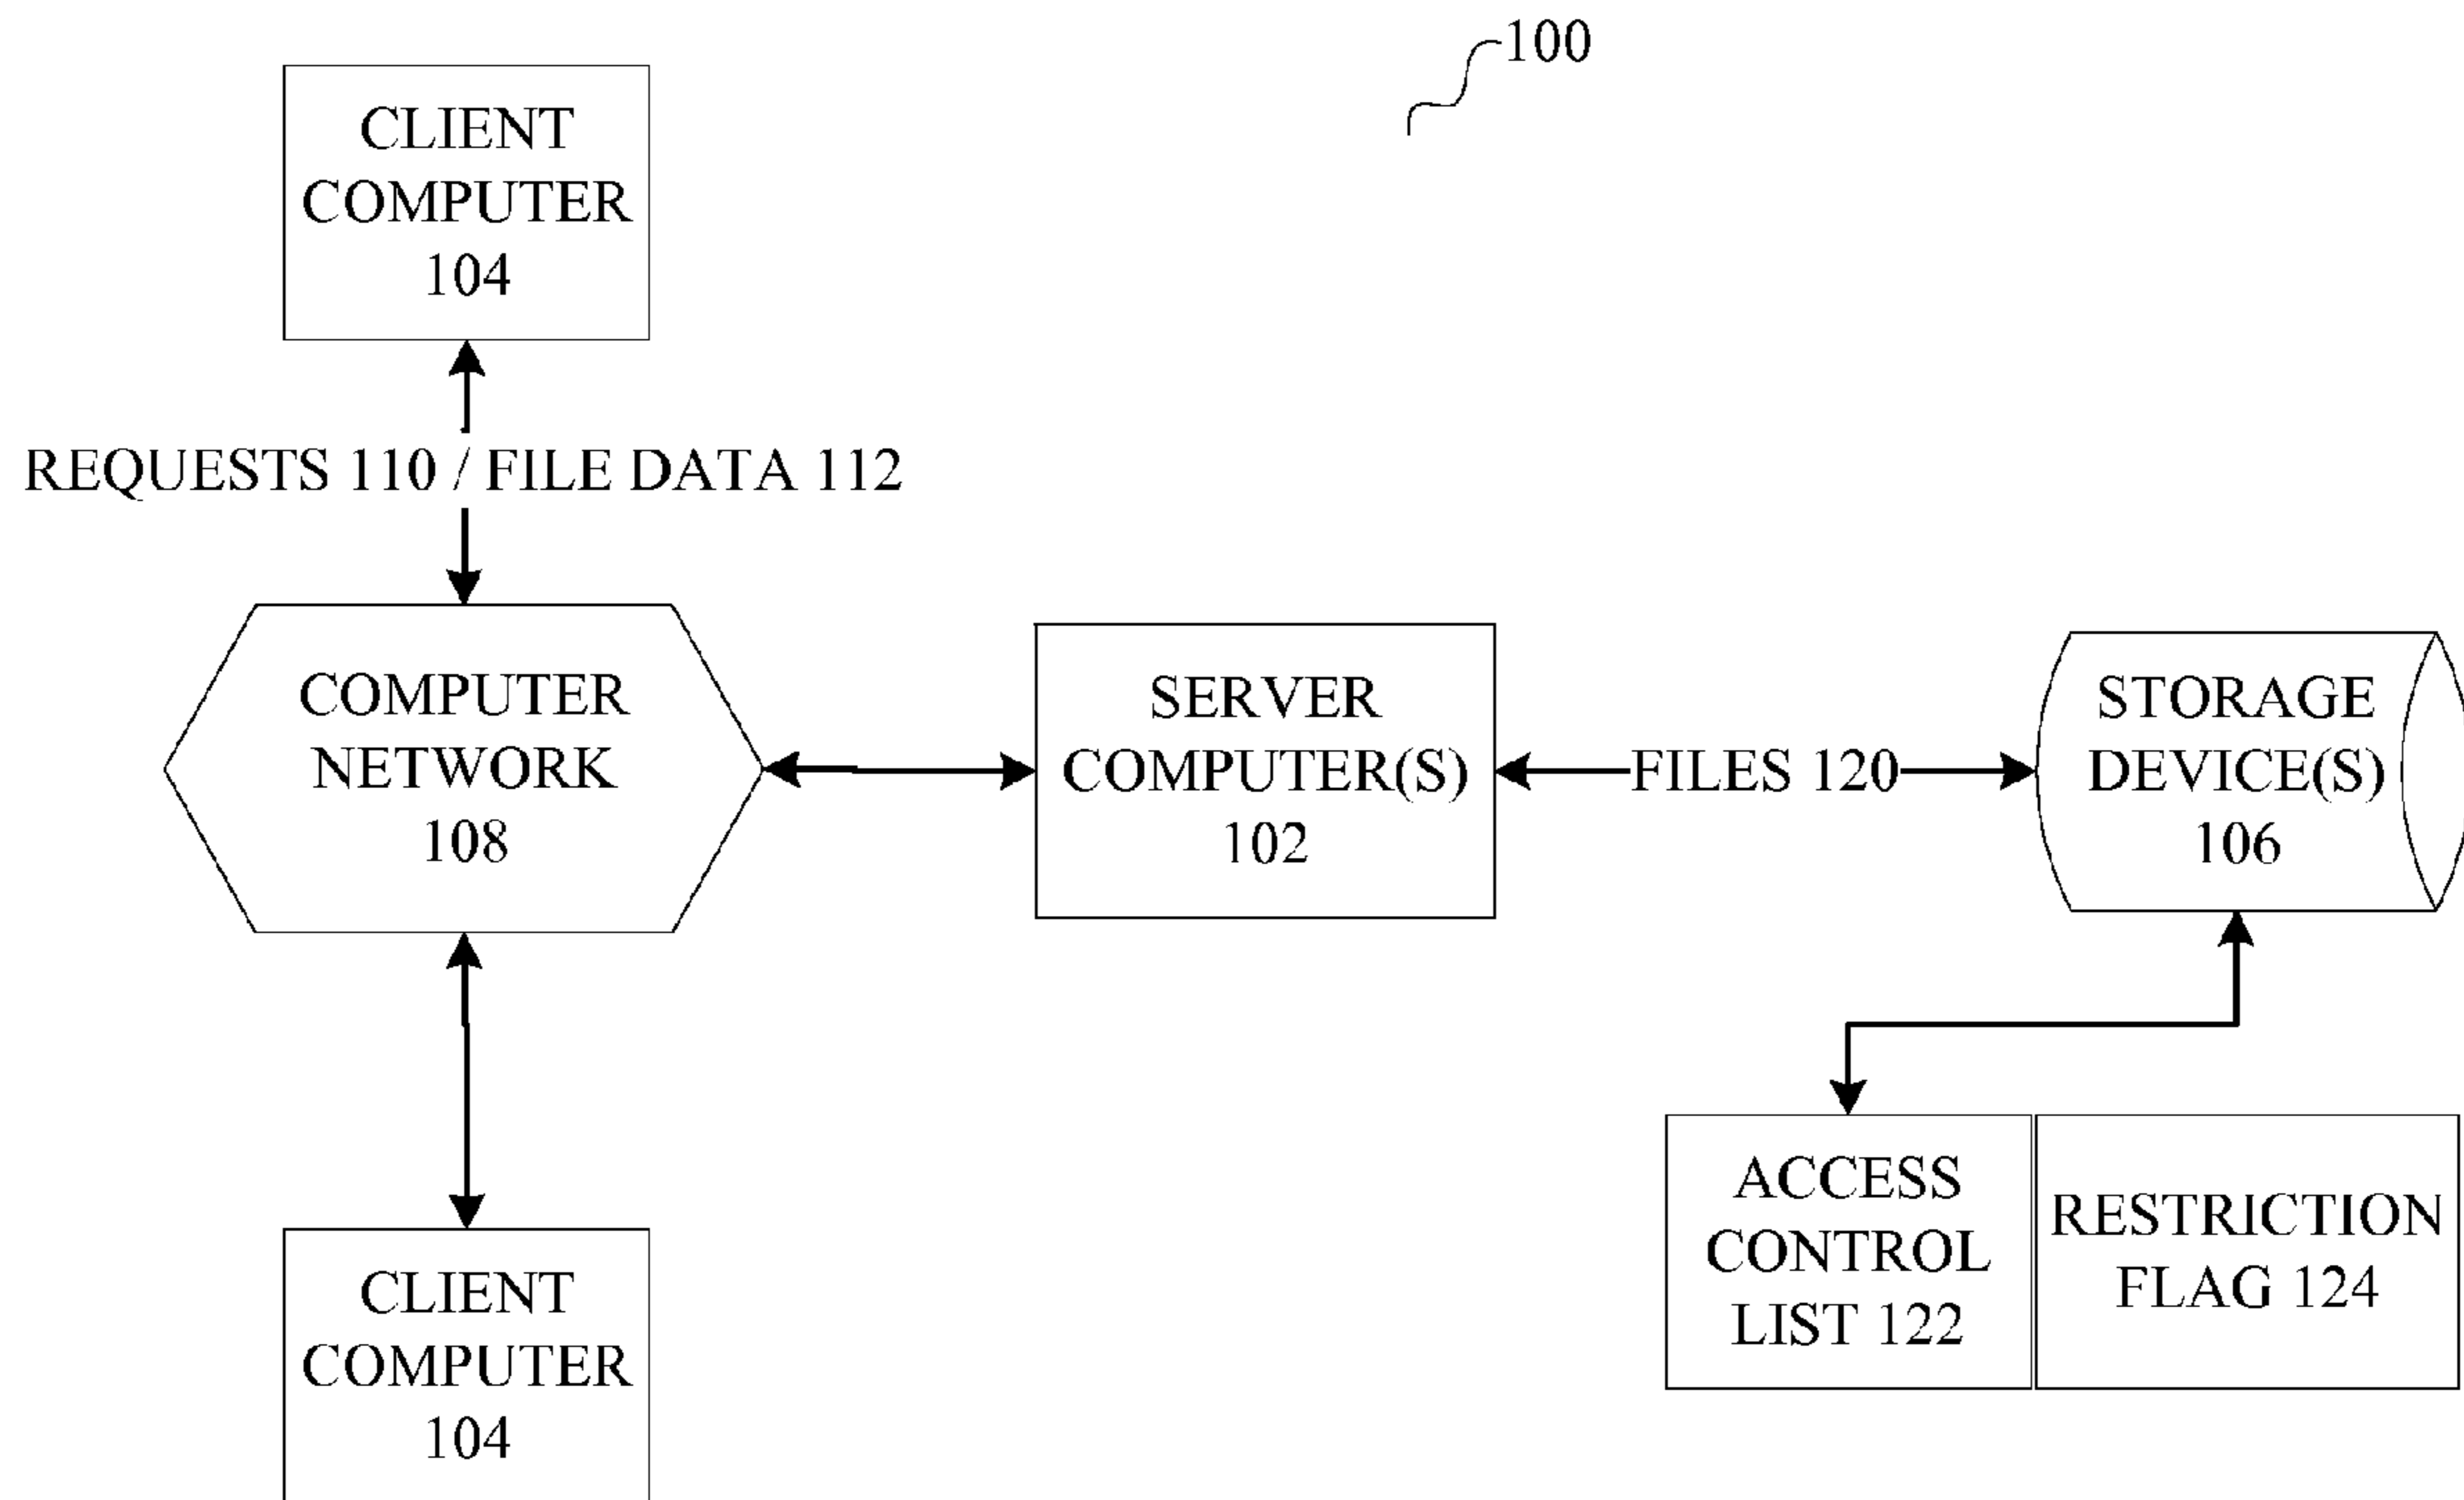 100
CLIENT
COMPUTER
104
REQUESTS 110 / FILE DATA 112
COMPUTER
NETWORK
108
SERVER
COMPUTER(S)
102
FILES 120
STORAGE
DEVICE(S)
106
ACCESS
CONTROL
LIST 122
RESTRICTION
FLAG 124
CLIENT
COMPUTER
104